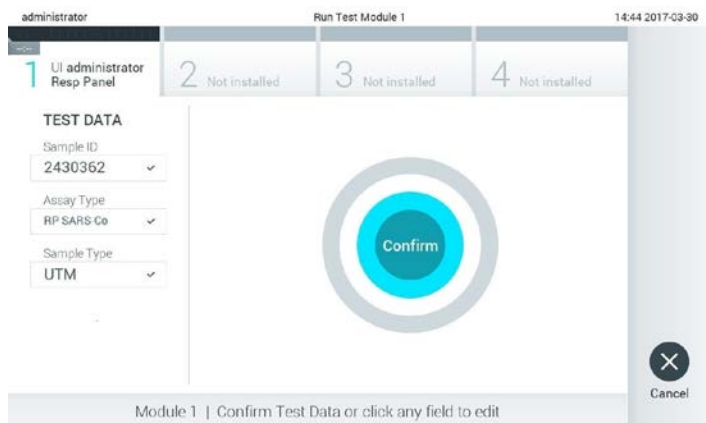 administrator
Run Test Module 1
14:44 2017-03-30
--:--
1 UI administrator
Resp Panel
2 Not installed
3 Not installed
4 Not installed
TEST DATA
Sample ID
2430362
Assay Type
RP SARS Co
Sample Type
UTM
Confirm
Cancel
Module 1 | Confirm Test Data or click any field to edit